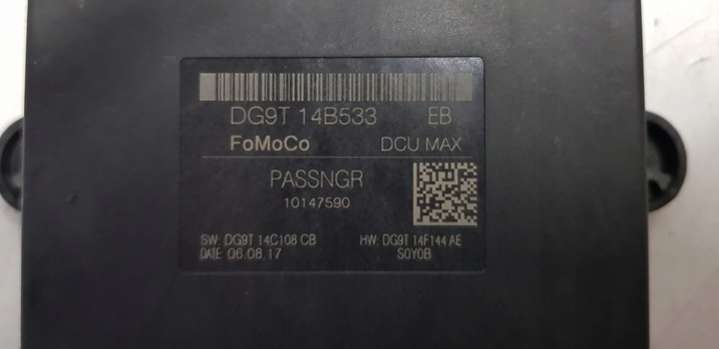 DG9T 14B533 EB
FoMoCo DCU MAX
PASSNGR
10147590
SW: DG9T 14C108 CB HW: DG9T 14F144 AE
DATE: 06.08.17 S0Y0B